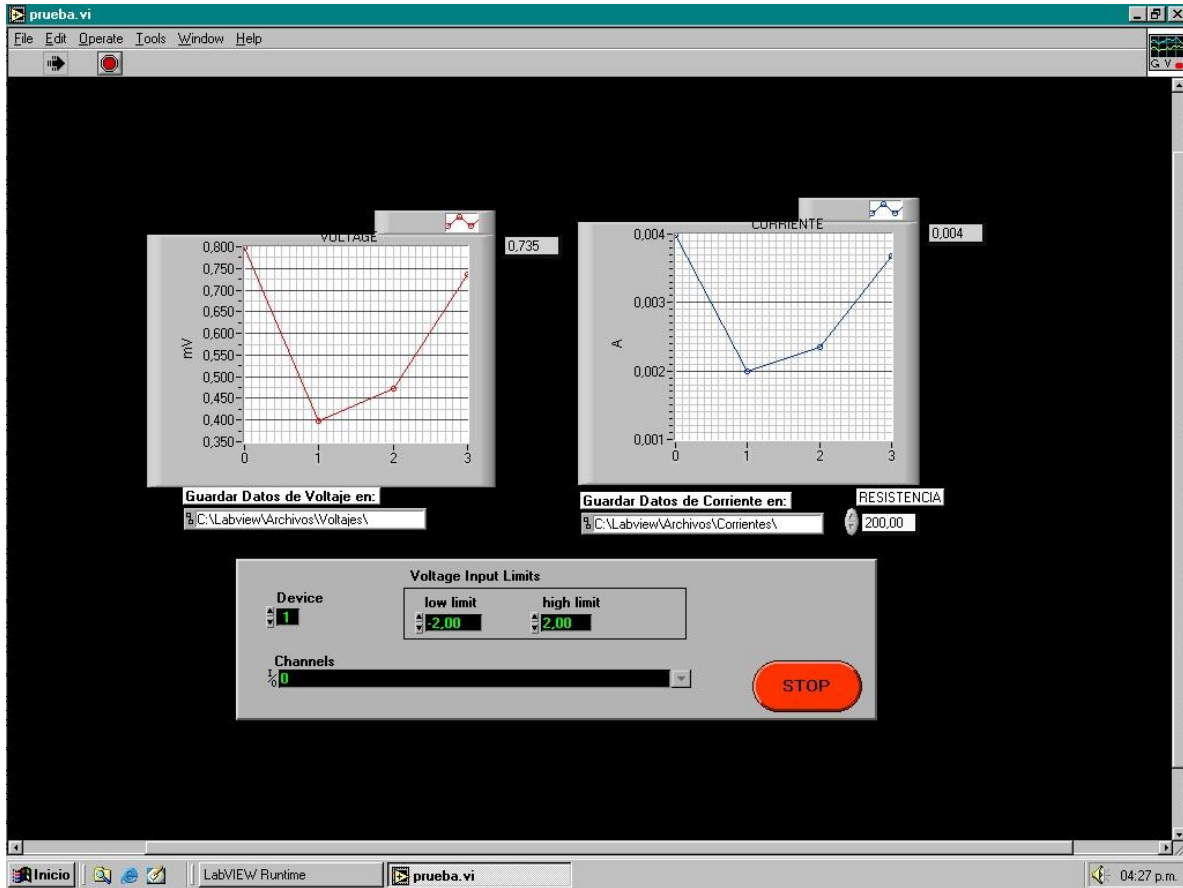 prueba.vi
File Edit Operate Tools Window Help
G V
VOLTAGE
0,735
mV
0,800
0,750
0,700
0,650
0,600
0,550
0,500
0,450
0,400
0,350
0 1 2 3
CORRIENTE
0,004
A
0,004
0,003
0,002
0,001
0 1 2 3
Guardar Datos de Voltaje en:
C:\Labview\Archivos\Voltajes\
Guardar Datos de Corriente en:
C:\Labview\Archivos\Corrientes\
RESISTENCIA
200,00
Voltage Input Limits
Device
1
low limit
-2,00
high limit
2,00
Channels
I/O
0
STOP
Inicio LabVIEW Runtime prueba.vi 04:27 p.m.